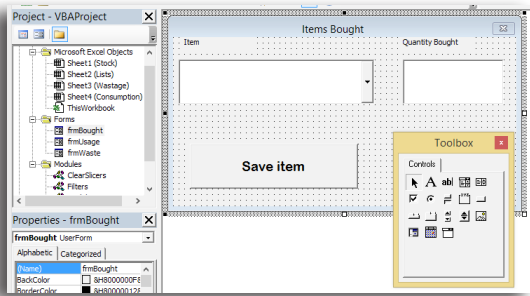 Project - VBAProject
Microsoft Excel Objects
Sheet1 (Stock)
Sheet2 (Lists)
Sheet3 (Wastage)
Sheet4 (Consumption)
ThisWorkbook
Forms
frmBought
frmUsage
frmWaste
Modules
ClearSlicers
Filters
Properties - frmBought
frmBought UserForm
Alphabetic Categorized
(Name) frmBought
BackColor &H8000000F&
BorderColor &H80000012&
Items Bought
Item Quantity Bought
Save item
Toolbox
Controls
A abl